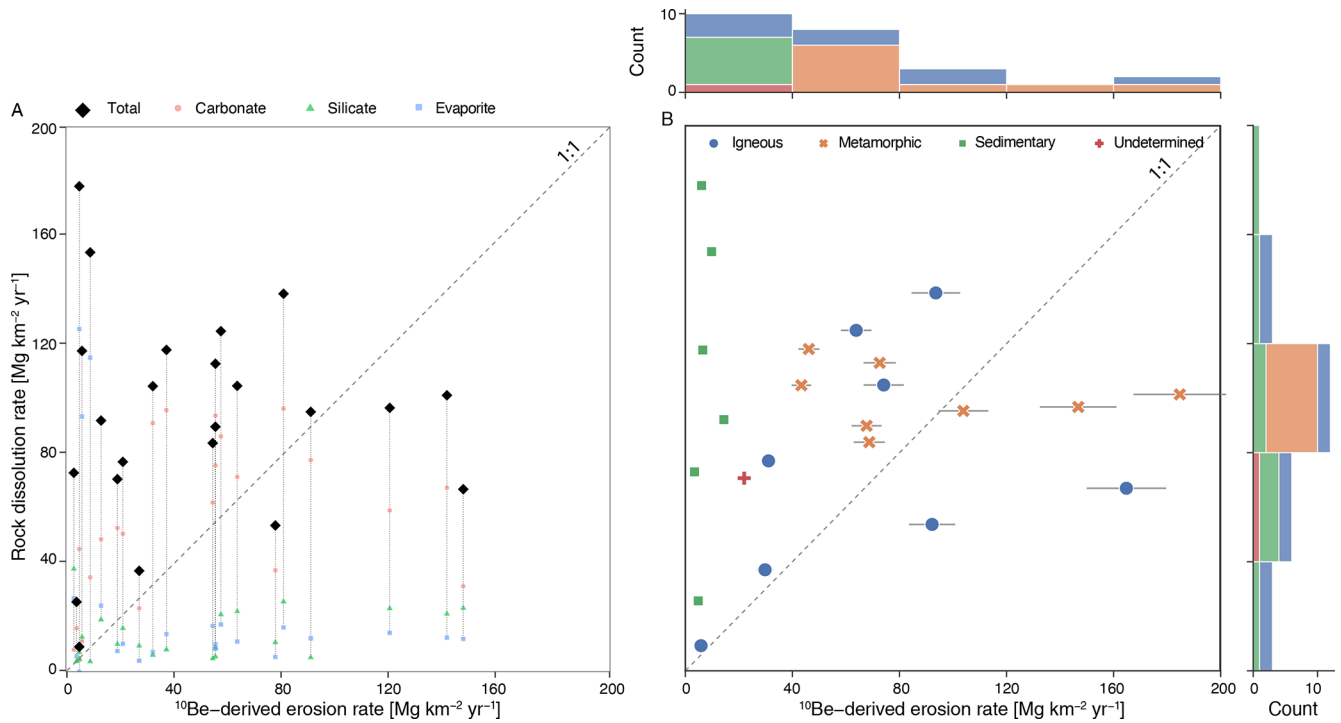 10
Count
0
A
Total
Carbonate
Silicate
Evaporite
200
160
120
80
40
0
Rock dissolution rate [Mg km⁻² yr⁻¹]
1:1
0 40 80 120 160 200
¹⁰Be−derived erosion rate [Mg km⁻² yr⁻¹]
B
Igneous
Metamorphic
Sedimentary
Undetermined
1:1
0 40 80 120 160 200
¹⁰Be−derived erosion rate [Mg km⁻² yr⁻¹]
0 10
Count